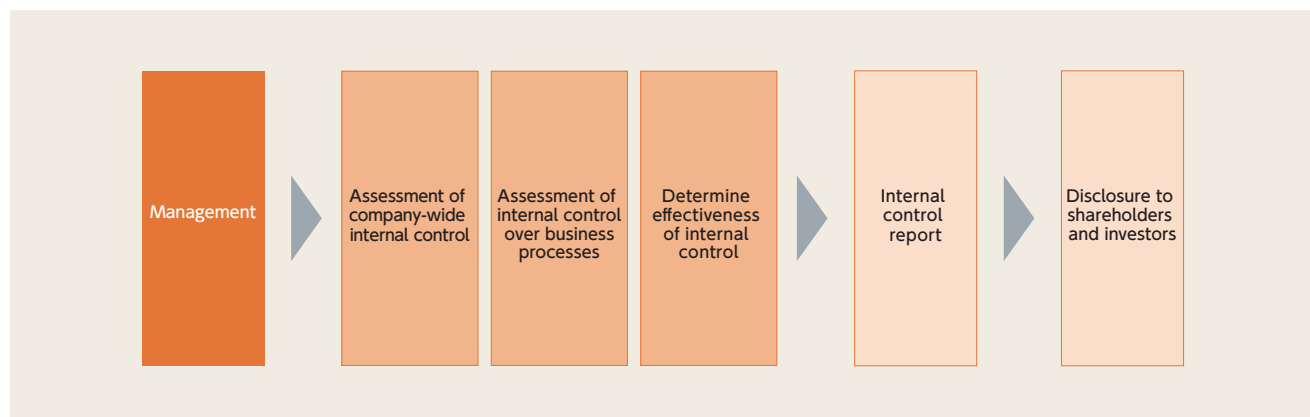 Management
Assessment of
company-wide
internal control
Assessment of
internal control
over business
processes
Determine
effectiveness
of internal
control
Internal
control
report
Disclosure to
shareholders
and investors